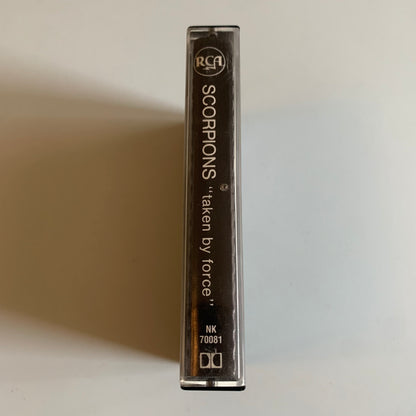 RCA
SCORPIONS "taken by force"
NK
70081